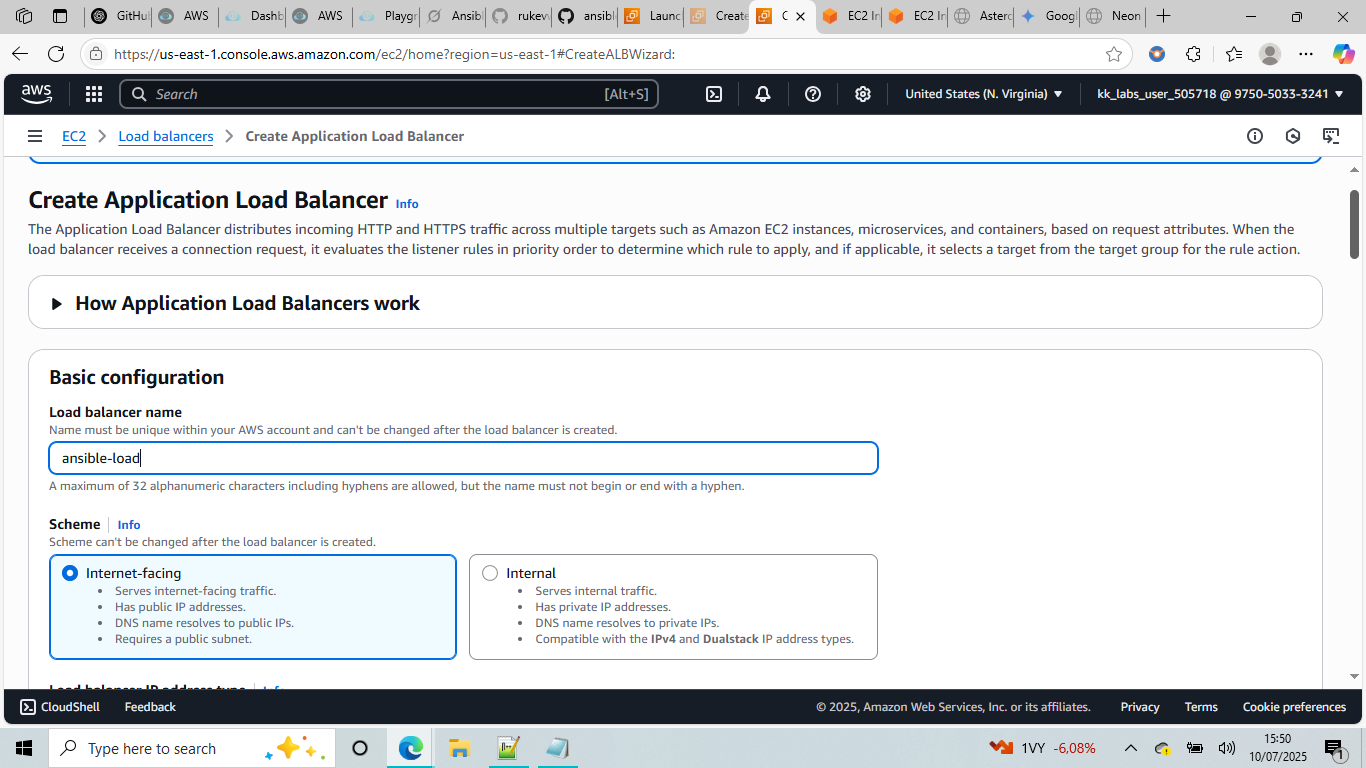 GitHu
AWS
Dashb
AWS
Playgr
Ansibl
rukevw
ansibl
Launc
Create
C
EC2 In
EC2 In
Astero
Googl
Neon
https://us-east-1.console.aws.amazon.com/ec2/home?region=us-east-1#CreateALBWizard:
aws
Search
[Alt+S]
United States (N. Virginia)
kk_labs_user_505718 @ 9750-5033-3241
EC2
Load balancers
Create Application Load Balancer
Create Application Load Balancer Info
The Application Load Balancer distributes incoming HTTP and HTTPS traffic across multiple targets such as Amazon EC2 instances, microservices, and containers, based on request attributes. When the
load balancer receives a connection request, it evaluates the listener rules in priority order to determine which rule to apply, and if applicable, it selects a target from the target group for the rule action.
How Application Load Balancers work
Basic configuration
Load balancer name
Name must be unique within your AWS account and can't be changed after the load balancer is created.
ansible-load
A maximum of 32 alphanumeric characters including hyphens are allowed, but the name must not begin or end with a hyphen.
Scheme Info
Scheme can't be changed after the load balancer is created.
Internet-facing
• Serves internet-facing traffic.
• Has public IP addresses.
• DNS name resolves to public IPs.
• Requires a public subnet.
Internal
• Serves internal traffic.
• Has private IP addresses.
• DNS name resolves to private IPs.
• Compatible with the IPv4 and Dualstack IP address types.
Load balancer IP address type Info
CloudShell
Feedback
© 2025, Amazon Web Services, Inc. or its affiliates.
Privacy
Terms
Cookie preferences
Type here to search
1VY -6,08%
15:50
10/07/2025
1